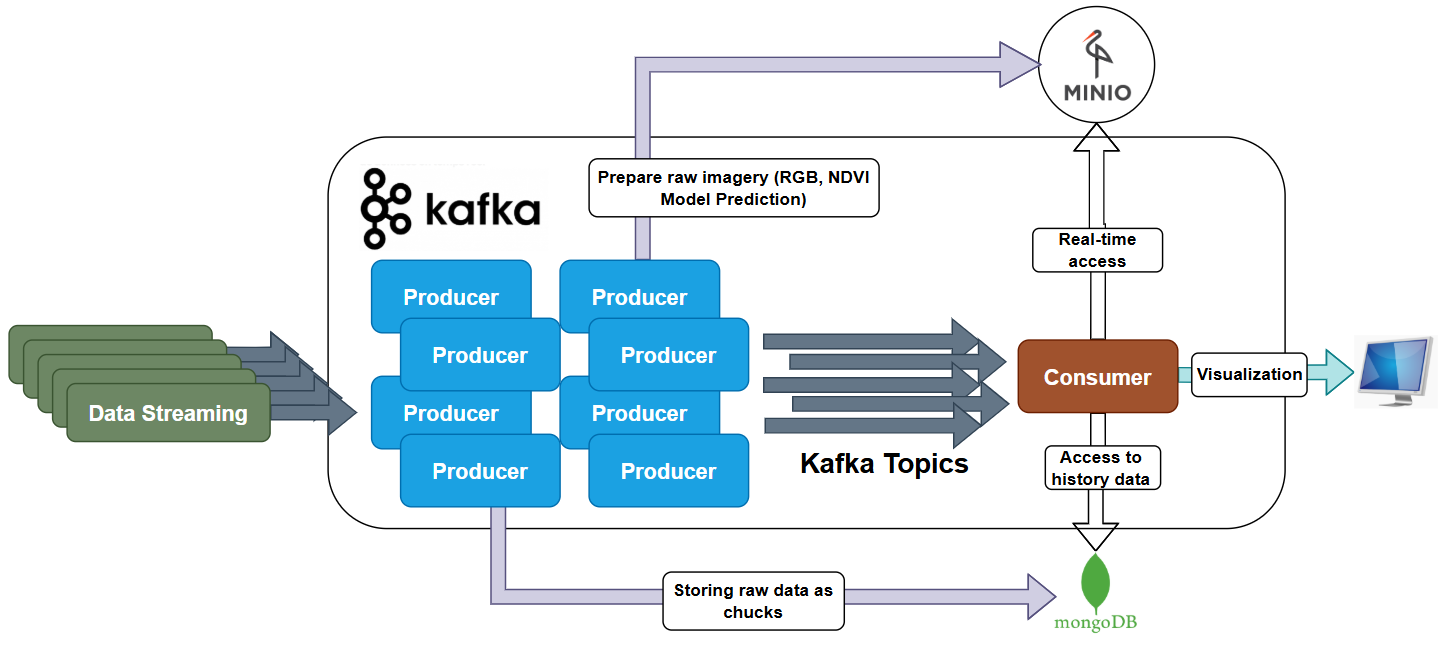 MINIO
Prepare raw imagery (RGB, NDVI
Model Prediction)
kafka
Real-time
access
Producer
Producer
Producer
Producer
Data Streaming
Producer
Producer
Producer
Producer
Kafka Topics
Consumer
Visualization
Access to
history data
Storing raw data as
chucks
mongoDB